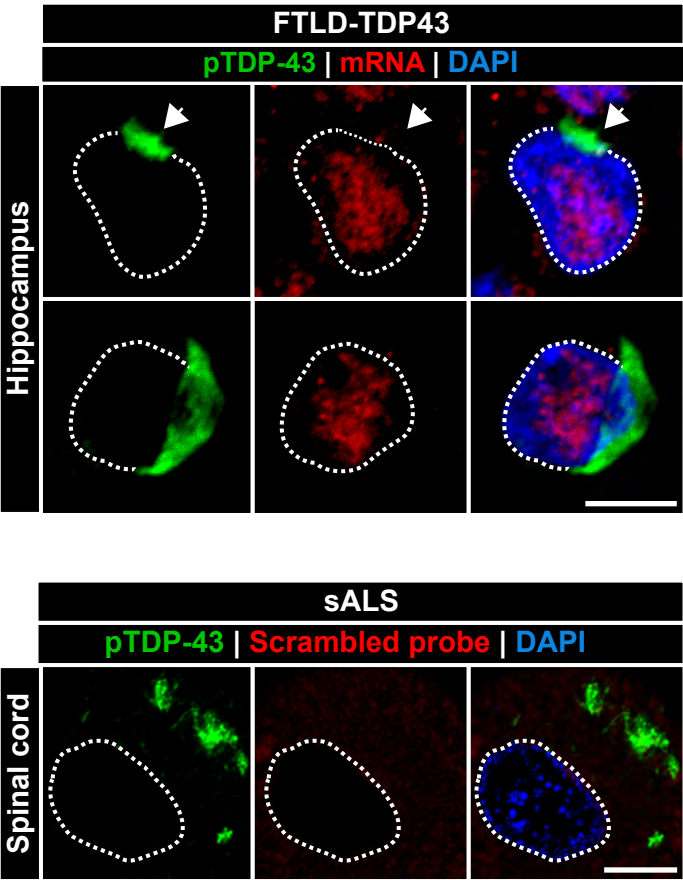 FTLD-TDP43
pTDP-43 | mRNA | DAPI
Hippocampus
sALS
pTDP-43 | Scrambled probe | DAPI
Spinal cord